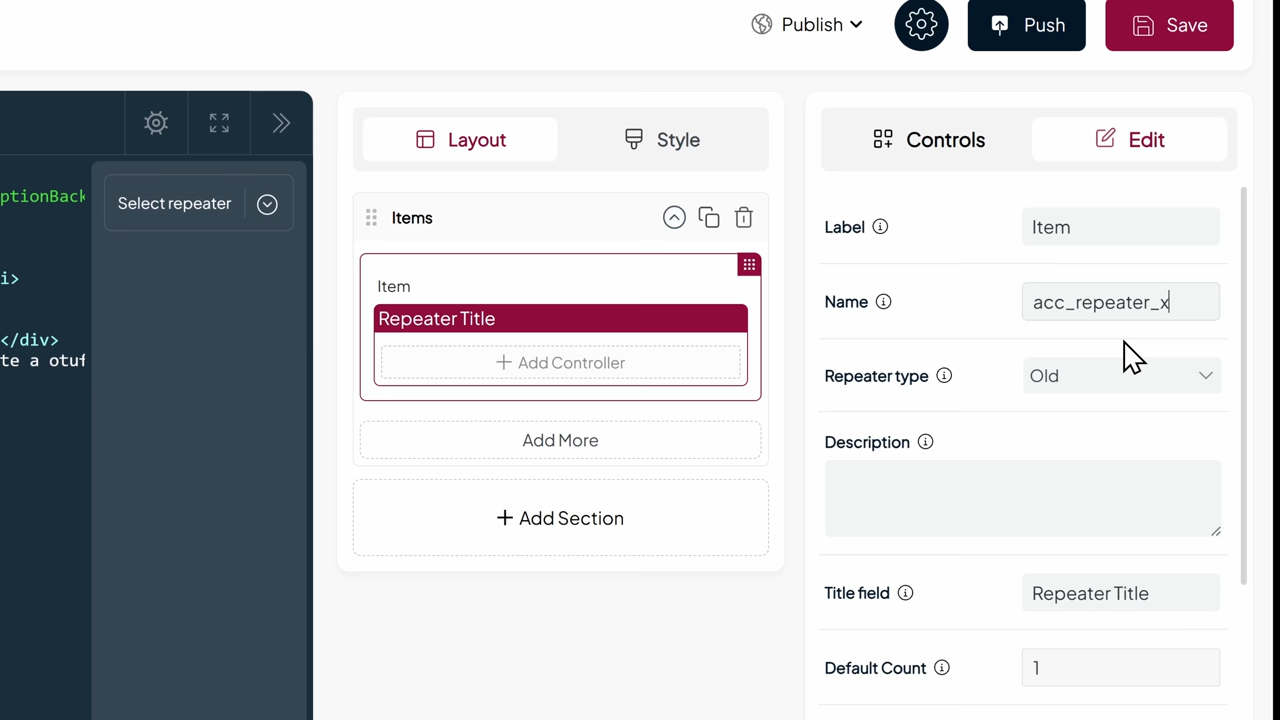 Publish
Push
Save
ptionBack
i>
</div>
te a otuf
Select repeater
Layout
Style
Items
Item
Repeater Title
+ Add Controller
Add More
+ Add Section
Controls
Edit
Label
Item
Name
acc_repeater_x
Repeater type
Old
Description
Title field
Repeater Title
Default Count
1